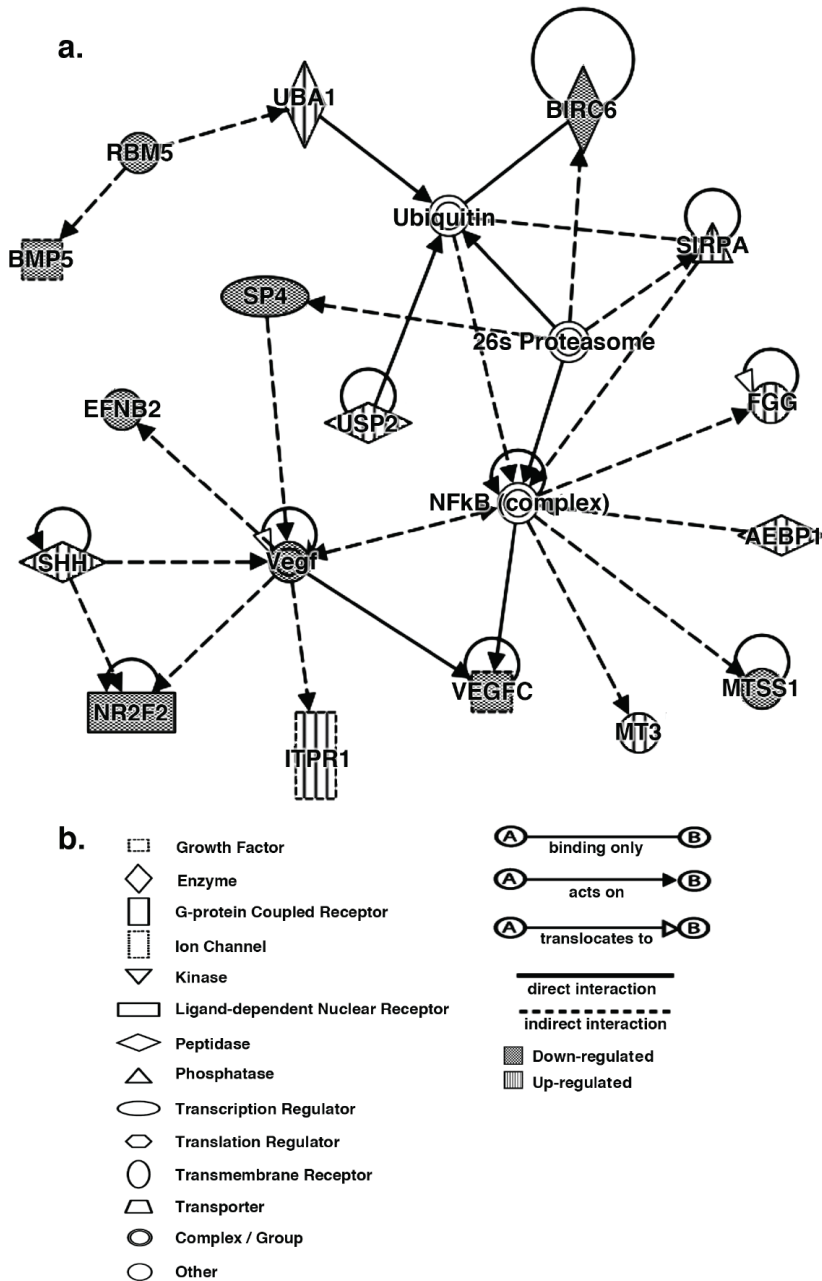 a.
UBA1
BIRC6
RBM5
Ubiquitin
SIRPA
BMP5
SP4
26s Proteasome
EFNB2
USP2
FGG
NFkB (complex)
AEBP1
SHH
Vegf
VEGFC
MTSS1
NR2F2
MT3
ITPR1
b.
Growth Factor
Enzyme
G-protein Coupled Receptor
Ion Channel
Kinase
Ligand-dependent Nuclear Receptor
Peptidase
Phosphatase
Transcription Regulator
Translation Regulator
Transmembrane Receptor
Transporter
Complex / Group
Other
A B
binding only
A B
acts on
A B
translocates to
direct interaction
indirect interaction
Down-regulated
Up-regulated